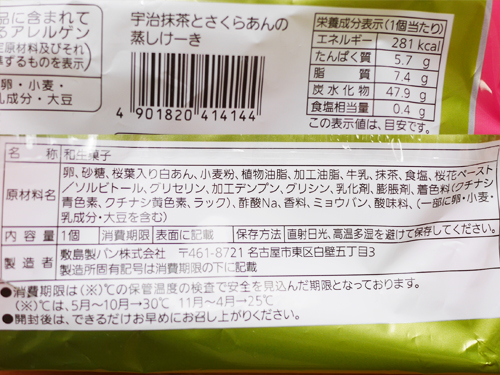 品に含まれて
るアレルゲン
原材料及びそれ
するものを表示)
卵・小麦・
乳成分・大豆
宇治抹茶とさくらあんの
蒸しけーき
4 901820 414144
栄養成分表示(1個当たり)
エネルギー 281 kcal
たんぱく質 5.7 g
脂質 7.4 g
炭水化物 47.9 g
食塩相当量 0.4 g
この表示値は、目安です。
名称 和生菓子
原材料名 卵、砂糖、桜葉入り白あん、小麦粉、植物油脂、加工油脂、牛乳、抹茶、食塩、桜花ペースト
/ソルビトール、グリセリン、加工デンプン、グリシン、乳化剤、膨脹剤、着色料(クチナシ
青色素、クチナシ黄色素、ラック)、酢酸Na、香料、ミョウバン、酸味料、(一部に卵・小麦・
乳成分・大豆を含む)
内容量 1個 消費期限 表面に記載 保存方法 直射日光、高温多湿を避けて保存してください。
製造者 敷島製パン株式会社 〒461-8721 名古屋市東区白壁五丁目3
製造所固有記号は消費期限の下に記載
●消費期限は(※)での保管温度の検査で安全を見込んだ期限となっております。
(※)℃は、5月~10月→30℃ 11月~4月→25℃
●開封後は、できるだけお早めにお召し上がりください。